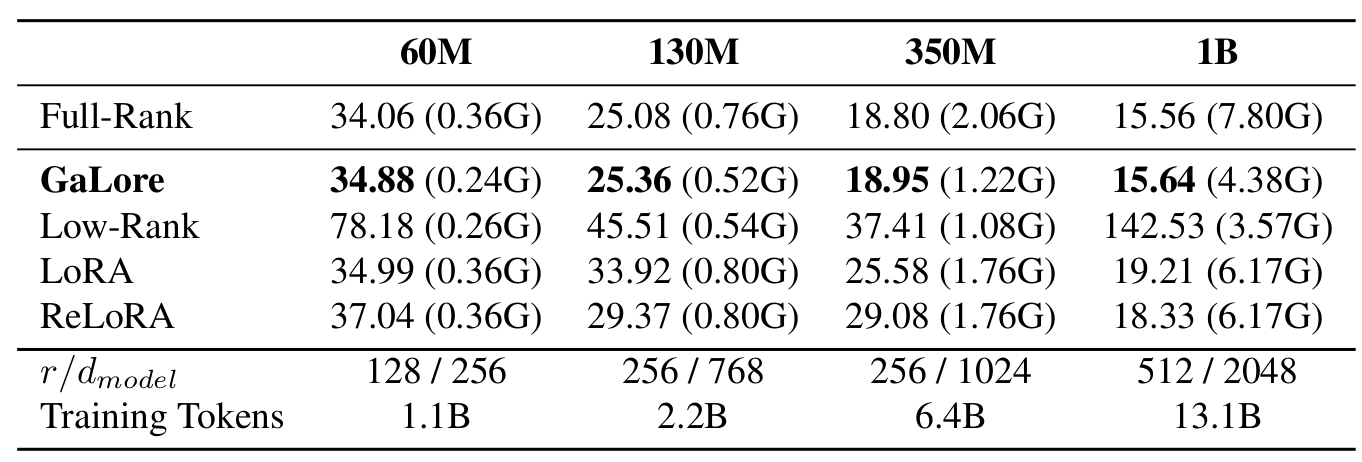 60M 130M 350M 1B
Full-Rank 34.06 (0.36G) 25.08 (0.76G) 18.80 (2.06G) 15.56 (7.80G)
GaLore 34.88 (0.24G) 25.36 (0.52G) 18.95 (1.22G) 15.64 (4.38G)
Low-Rank 78.18 (0.26G) 45.51 (0.54G) 37.41 (1.08G) 142.53 (3.57G)
LoRA 34.99 (0.36G) 33.92 (0.80G) 25.58 (1.76G) 19.21 (6.17G)
ReLoRA 37.04 (0.36G) 29.37 (0.80G) 29.08 (1.76G) 18.33 (6.17G)
r/d_model 128 / 256 256 / 768 256 / 1024 512 / 2048
Training Tokens 1.1B 2.2B 6.4B 13.1B